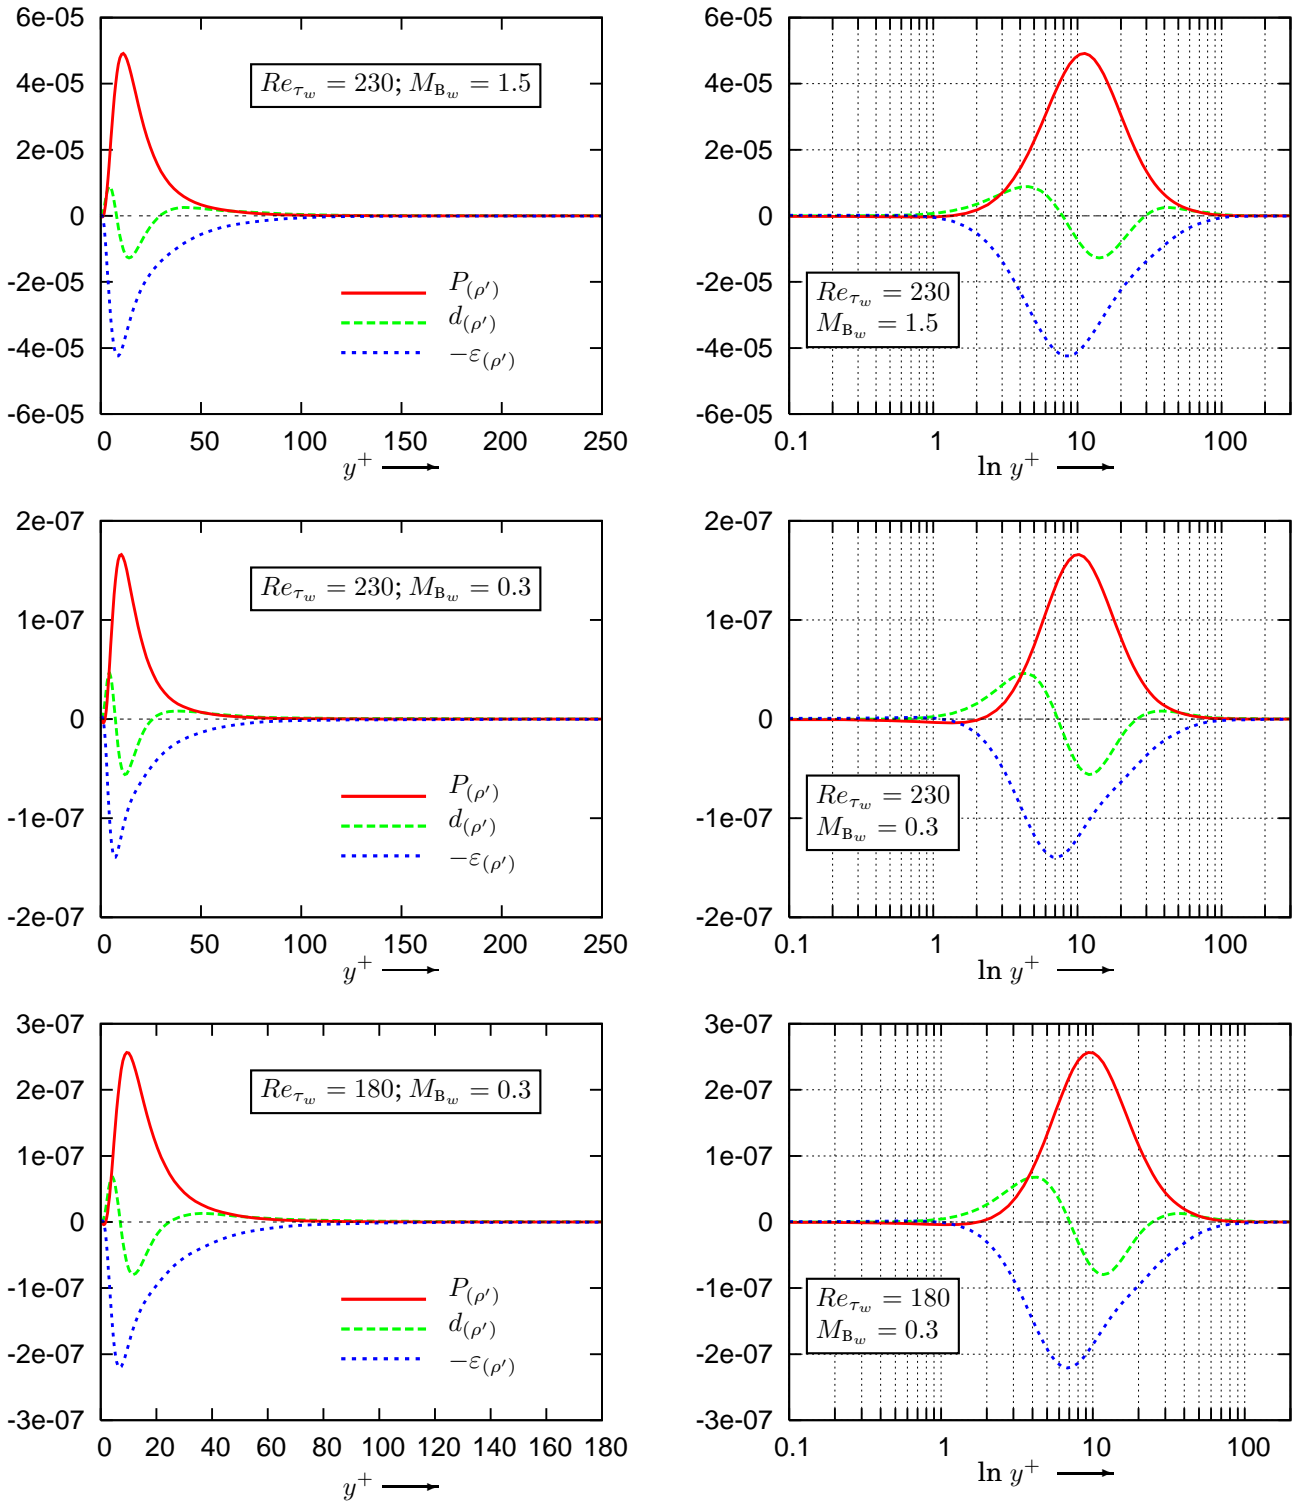 6e-05
4e-05
2e-05
0
-2e-05
-4e-05
-6e-05
Re_{τ_w} = 230; M_{B_w} = 1.5
P_{(ρ′)}
d_{(ρ′)}
−ε_{(ρ′)}
0 50 100 150 200 250
y^+
6e-05
4e-05
2e-05
0
-2e-05
-4e-05
-6e-05
Re_{τ_w} = 230
M_{B_w} = 1.5
0.1 1 10 100
ln y^+
2e-07
1e-07
0
-1e-07
-2e-07
Re_{τ_w} = 230; M_{B_w} = 0.3
P_{(ρ′)}
d_{(ρ′)}
−ε_{(ρ′)}
0 50 100 150 200 250
y^+
2e-07
1e-07
0
-1e-07
-2e-07
Re_{τ_w} = 230
M_{B_w} = 0.3
0.1 1 10 100
ln y^+
3e-07
2e-07
1e-07
0
-1e-07
-2e-07
-3e-07
Re_{τ_w} = 180; M_{B_w} = 0.3
P_{(ρ′)}
d_{(ρ′)}
−ε_{(ρ′)}
0 20 40 60 80 100 120 140 160 180
y^+
3e-07
2e-07
1e-07
0
-1e-07
-2e-07
-3e-07
Re_{τ_w} = 180
M_{B_w} = 0.3
0.1 1 10 100
ln y^+